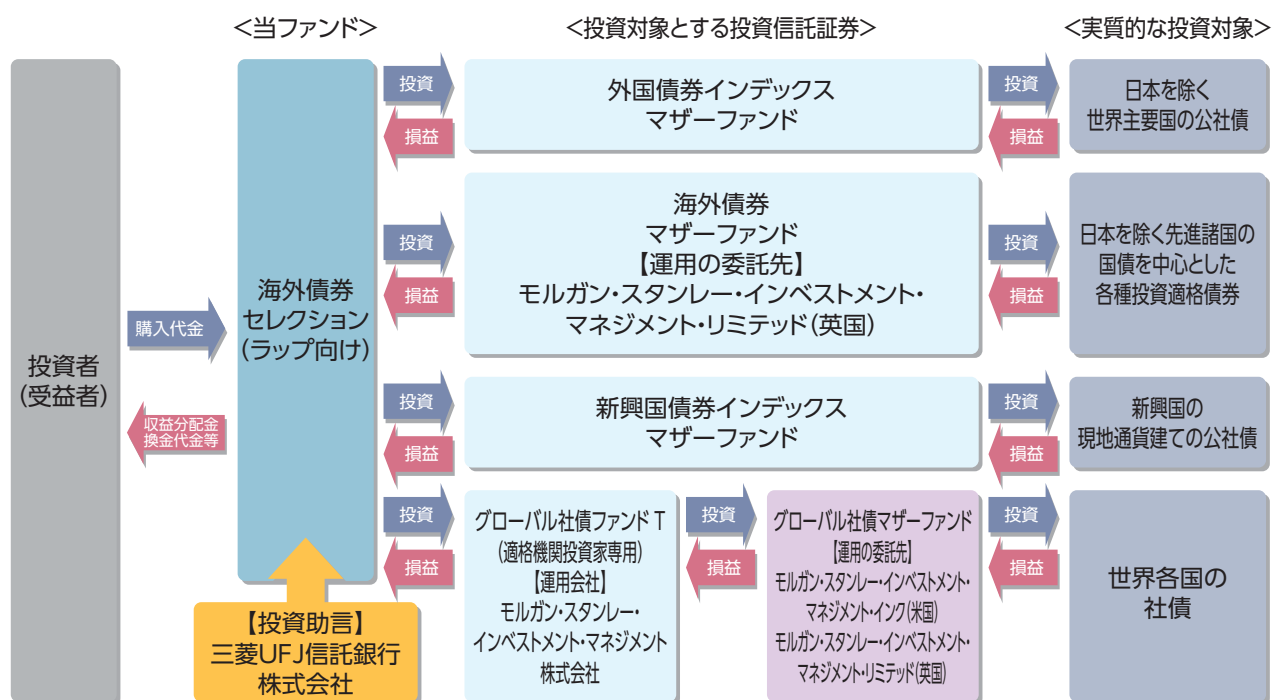 <当ファンド>
<投資対象とする投資信託証券>
<実質的な投資対象>
投資者
(受益者)
購入代金
収益分配金
換金代金等
海外債券
セレクション
(ラップ向け)
【投資助言】
三菱UFJ信託銀行
株式会社
投資
損益
外国債券インデックス
マザーファンド
投資
損益
日本を除く
世界主要国の公社債
投資
損益
海外債券
マザーファンド
【運用の委託先】
モルガン・スタンレー・インベストメント・
マネジメント・リミテッド(英国)
投資
損益
日本を除く先進諸国の
国債を中心とした
各種投資適格債券
投資
損益
新興国債券インデックス
マザーファンド
投資
損益
新興国の
現地通貨建ての公社債
投資
損益
グローバル社債ファンドT
(適格機関投資家専用)
【運用会社】
モルガン・スタンレー・
インベストメント・マネジメント
株式会社
投資
損益
グローバル社債マザーファンド
【運用の委託先】
モルガン・スタンレー・インベストメント・
マネジメント・インク(米国)
モルガン・スタンレー・インベストメント・
マネジメント・リミテッド(英国)
投資
損益
世界各国の
社債